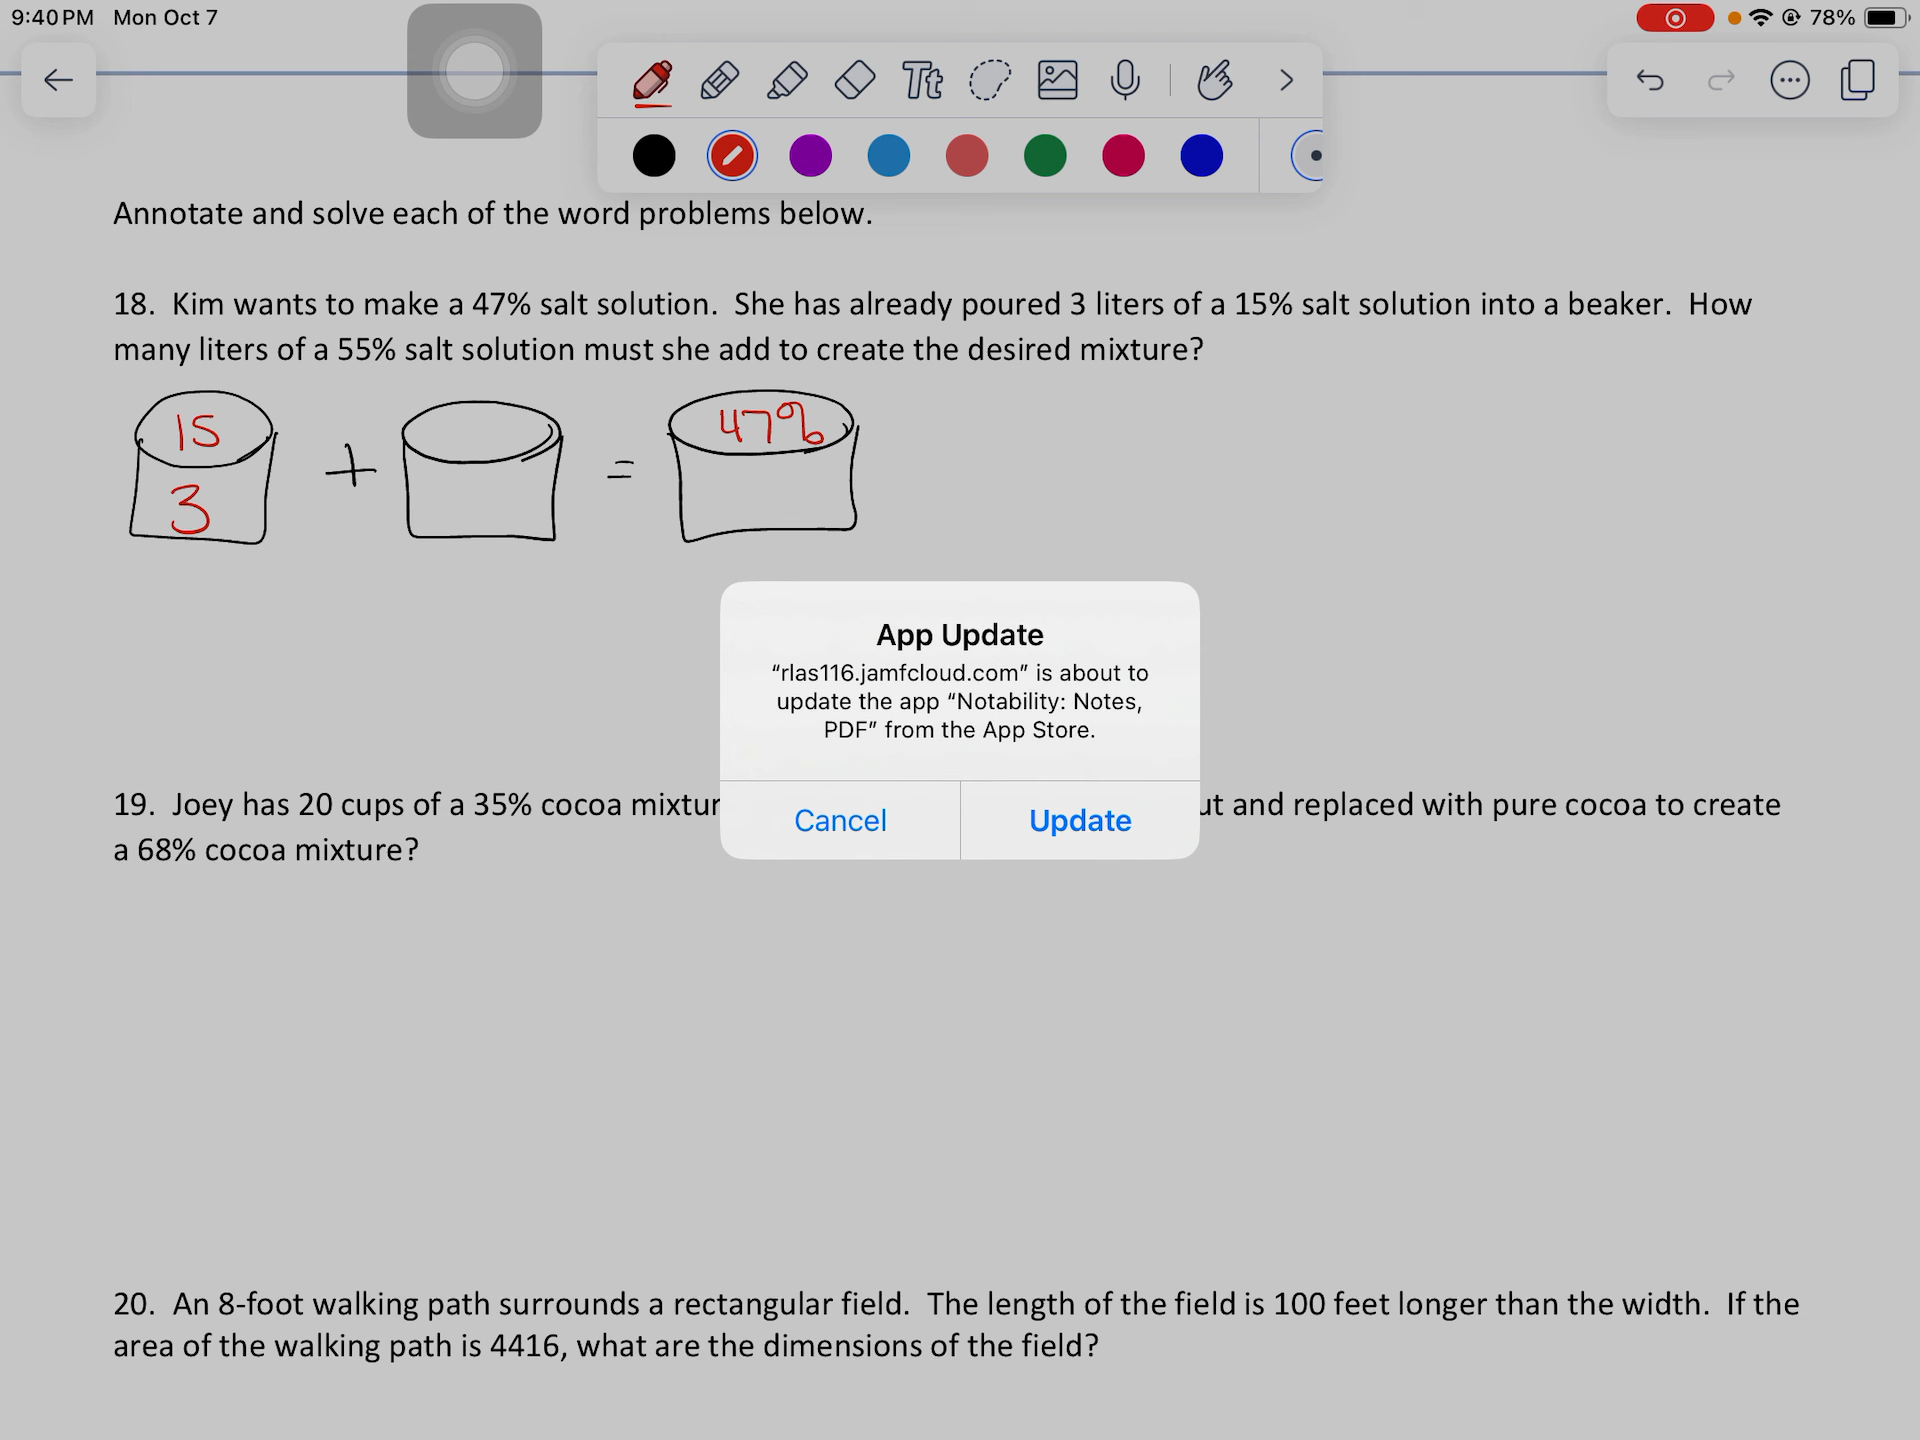 9:40 PM Mon Oct 7 78%
Tt
Annotate and solve each of the word problems below.
18. Kim wants to make a 47% salt solution. She has already poured 3 liters of a 15% salt solution into a beaker. How
many liters of a 55% salt solution must she add to create the desired mixture?
15 47%
+ =
3
App Update
“rlas116.jamfcloud.com” is about to
update the app “Notability: Notes,
PDF” from the App Store.
Cancel Update
19. Joey has 20 cups of a 35% cocoa mixtur ut and replaced with pure cocoa to create
a 68% cocoa mixture?
20. An 8-foot walking path surrounds a rectangular field. The length of the field is 100 feet longer than the width. If the
area of the walking path is 4416, what are the dimensions of the field?